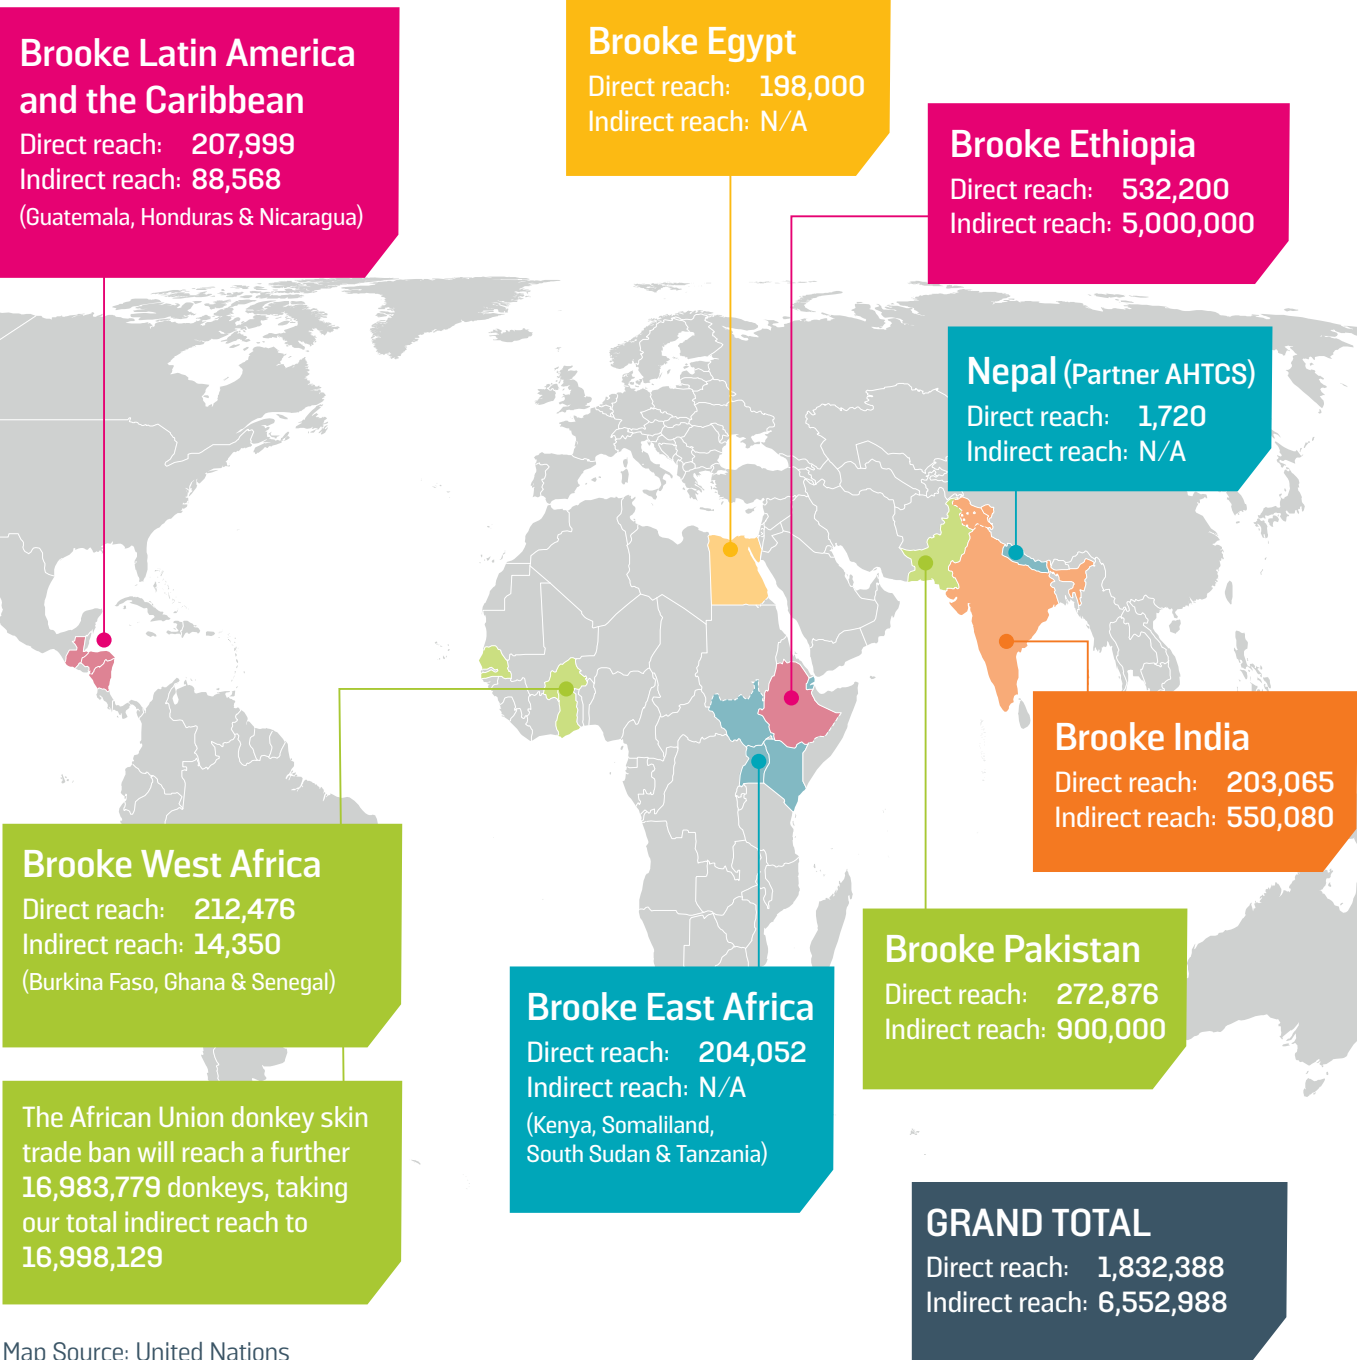 Brooke Latin America
and the Caribbean
Direct reach: 207,999
Indirect reach: 88,568
(Guatemala, Honduras & Nicaragua)
Brooke Egypt
Direct reach: 198,000
Indirect reach: N/A
Brooke Ethiopia
Direct reach: 532,200
Indirect reach: 5,000,000
Nepal (Partner AHTCS)
Direct reach: 1,720
Indirect reach: N/A
Brooke India
Direct reach: 203,065
Indirect reach: 550,080
Brooke West Africa
Direct reach: 212,476
Indirect reach: 14,350
(Burkina Faso, Ghana & Senegal)
Brooke Pakistan
Direct reach: 272,876
Indirect reach: 900,000
Brooke East Africa
Direct reach: 204,052
Indirect reach: N/A
(Kenya, Somaliland,
South Sudan & Tanzania)
The African Union donkey skin
trade ban will reach a further
16,983,779 donkeys, taking
our total indirect reach to
16,998,129
GRAND TOTAL
Direct reach: 1,832,388
Indirect reach: 6,552,988
Map Source: United Nations